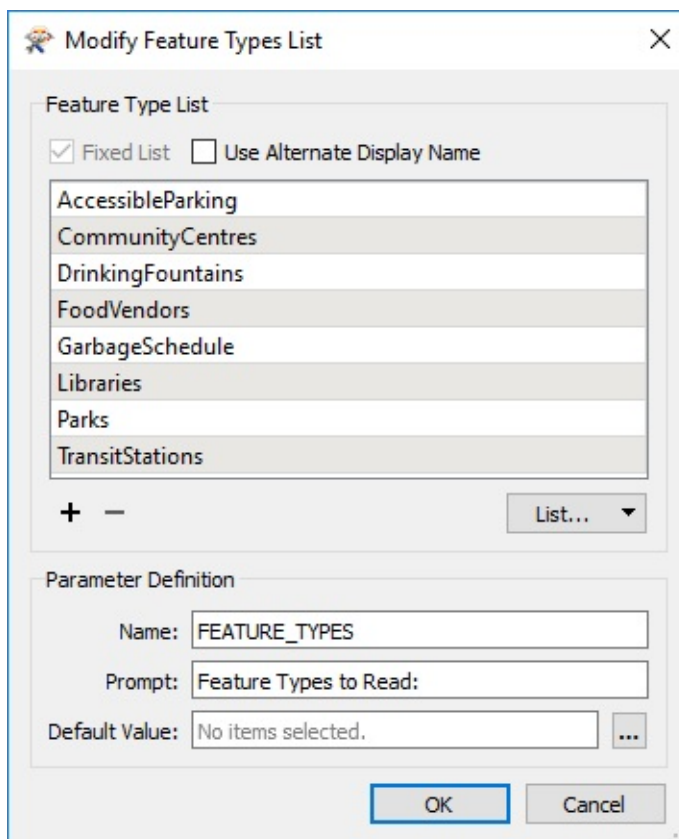 Modify Feature Types List
Feature Type List
Fixed List Use Alternate Display Name
AccessibleParking
CommunityCentres
DrinkingFountains
FoodVendors
GarbageSchedule
Libraries
Parks
TransitStations
List...
Parameter Definition
Name: FEATURE_TYPES
Prompt: Feature Types to Read:
Default Value: No items selected. ...
OK Cancel